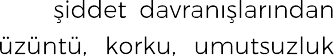 şiddet davranışlarından
üzüntü, korku, umutsuzluk